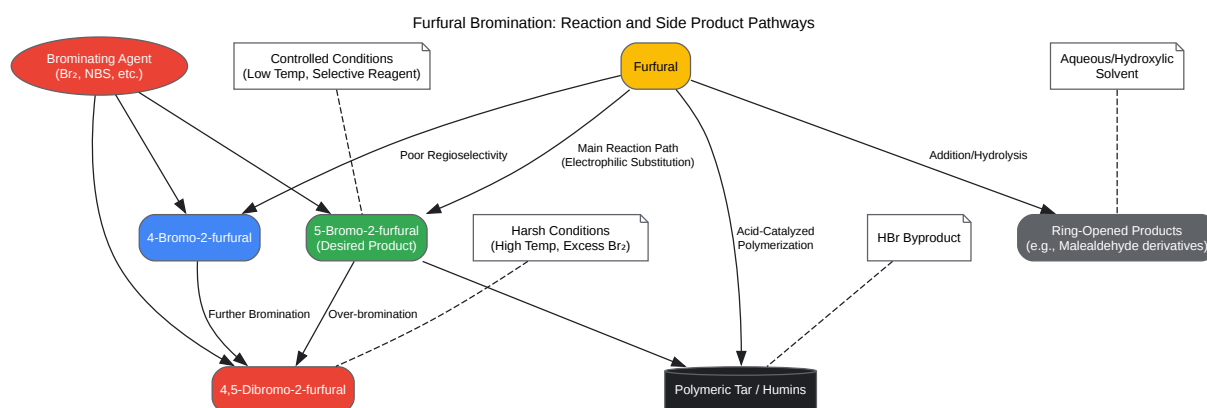 Furfural Bromination: Reaction and Side Product Pathways
Brominating Agent
(Br₂, NBS, etc.)
Controlled Conditions
(Low Temp, Selective Reagent)
Furfural
Aqueous/Hydroxylic
Solvent
Poor Regioselectivity
Main Reaction Path
(Electrophilic Substitution)
Addition/Hydrolysis
4-Bromo-2-furfural
5-Bromo-2-furfural
(Desired Product)
Harsh Conditions
(High Temp, Excess Br₂)
Acid-Catalyzed
Polymerization
HBr Byproduct
Ring-Opened Products
(e.g., Malealdehyde derivatives)
Further Bromination
Over-bromination
4,5-Dibromo-2-furfural
Polymeric Tar / Humins